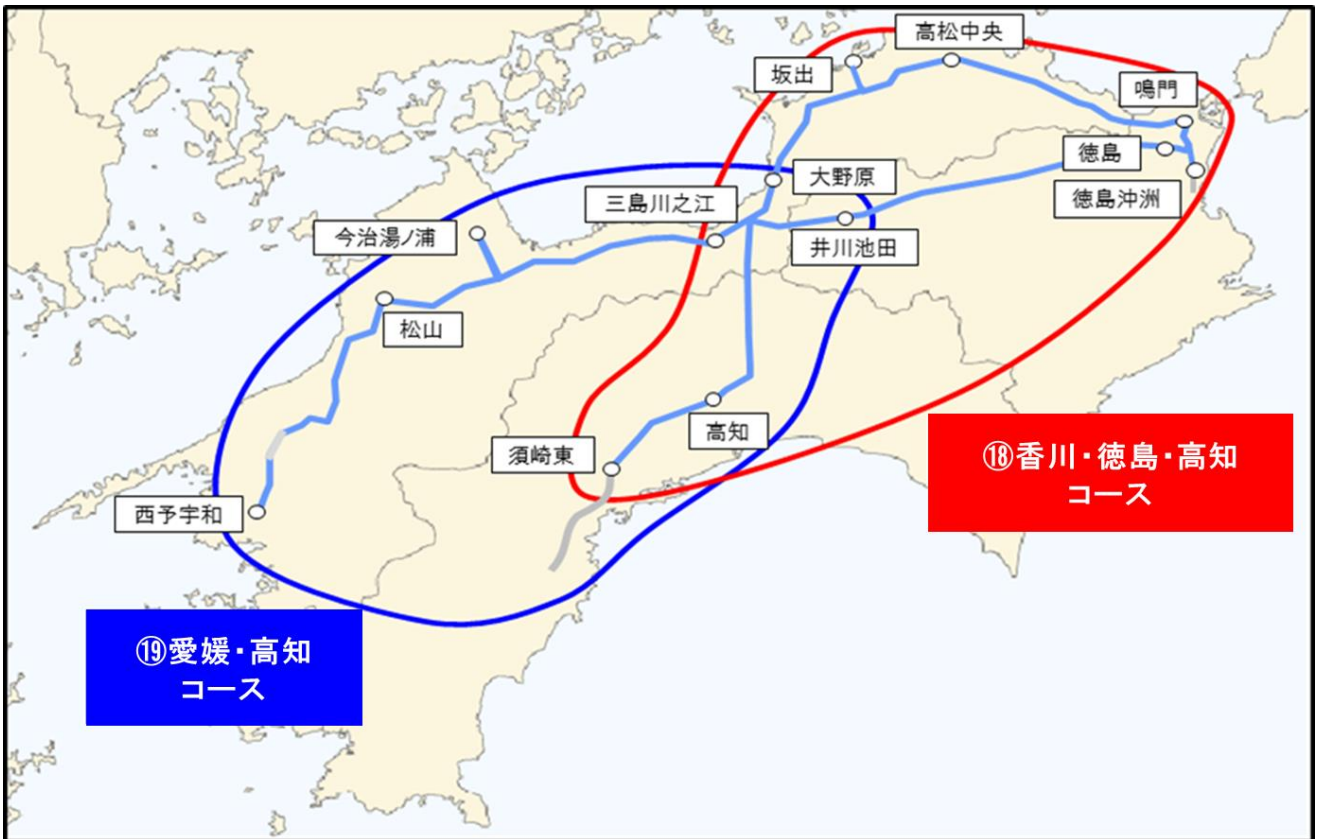 高松中央
坂出
鳴門
徳島
大野原
徳島沖洲
三島川之江
今治湯ノ浦
井川池田
松山
高知
須崎東
⑱香川・徳島・高知
コース
西予宇和
⑲愛媛・高知
コース